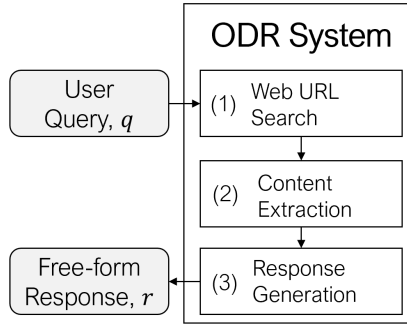 ODR System
User
Query, q
(1) Web URL
Search
(2) Content
Extraction
Free-form
Response, r
(3) Response
Generation